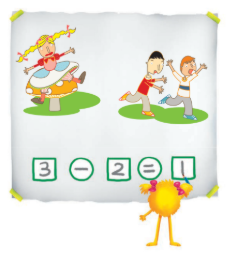 3 − 2 = 1